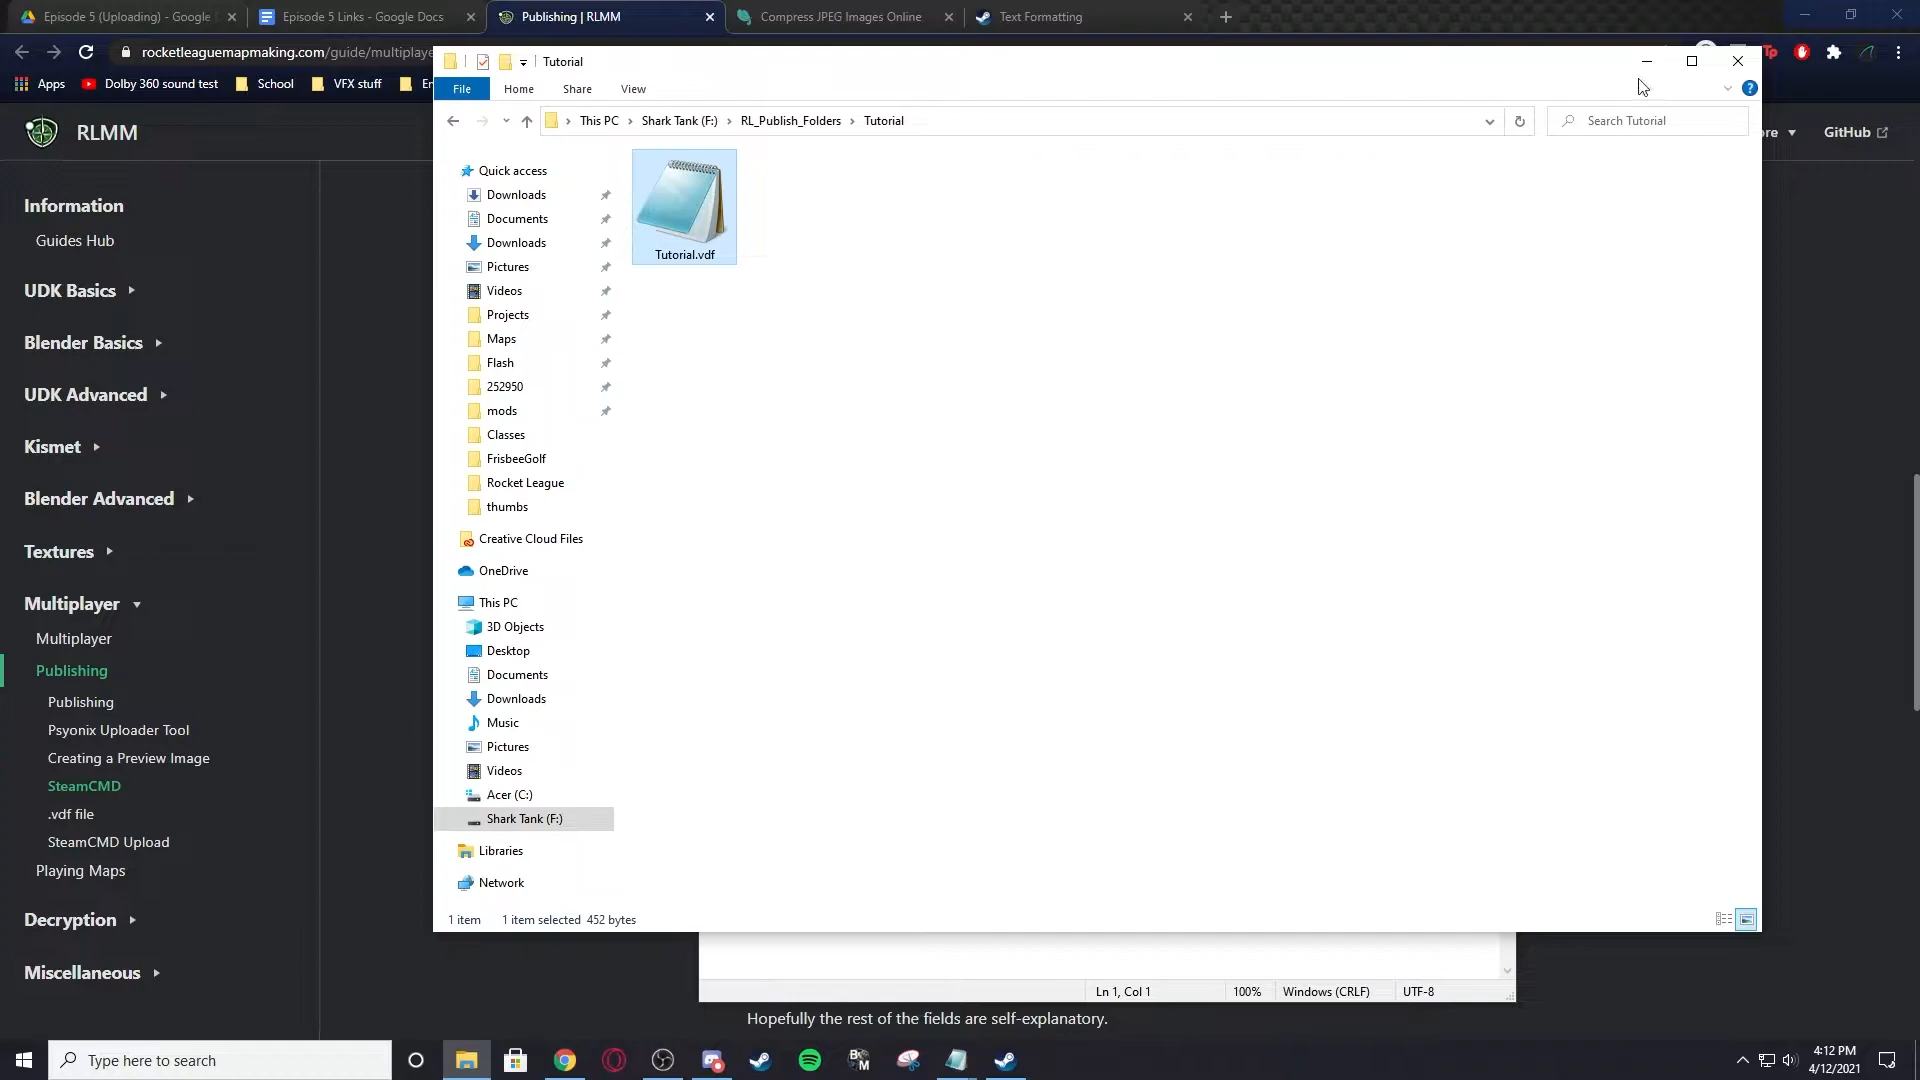 Episode 5 (Uploading) - Google
Episode 5 Links - Google Docs
Publishing | RLMM
Compress JPEG Images Online
Text Formatting
rocketleaguemapmaking.com/guide/multiplaye
Apps
Dolby 360 sound test
School
VFX stuff
RLMM
GitHub
Information
Guides Hub
UDK Basics
Blender Basics
UDK Advanced
Kismet
Blender Advanced
Textures
Multiplayer
Multiplayer
Publishing
Publishing
Psyonix Uploader Tool
Creating a Preview Image
SteamCMD
.vdf file
SteamCMD Upload
Playing Maps
Decryption
Miscellaneous
Tutorial
File
Home
Share
View
This PC
Shark Tank (F:)
RL_Publish_Folders
Tutorial
Search Tutorial
Quick access
Downloads
Documents
Downloads
Pictures
Videos
Projects
Maps
Flash
252950
mods
Classes
FrisbeeGolf
Rocket League
thumbs
Creative Cloud Files
OneDrive
This PC
3D Objects
Desktop
Documents
Downloads
Music
Pictures
Videos
Acer (C:)
Shark Tank (F:)
Libraries
Network
Tutorial.vdf
1 item
1 item selected 452 bytes
Ln 1, Col 1
100%
Windows (CRLF)
UTF-8
Hopefully the rest of the fields are self-explanatory.
Type here to search
4:12 PM
4/12/2021